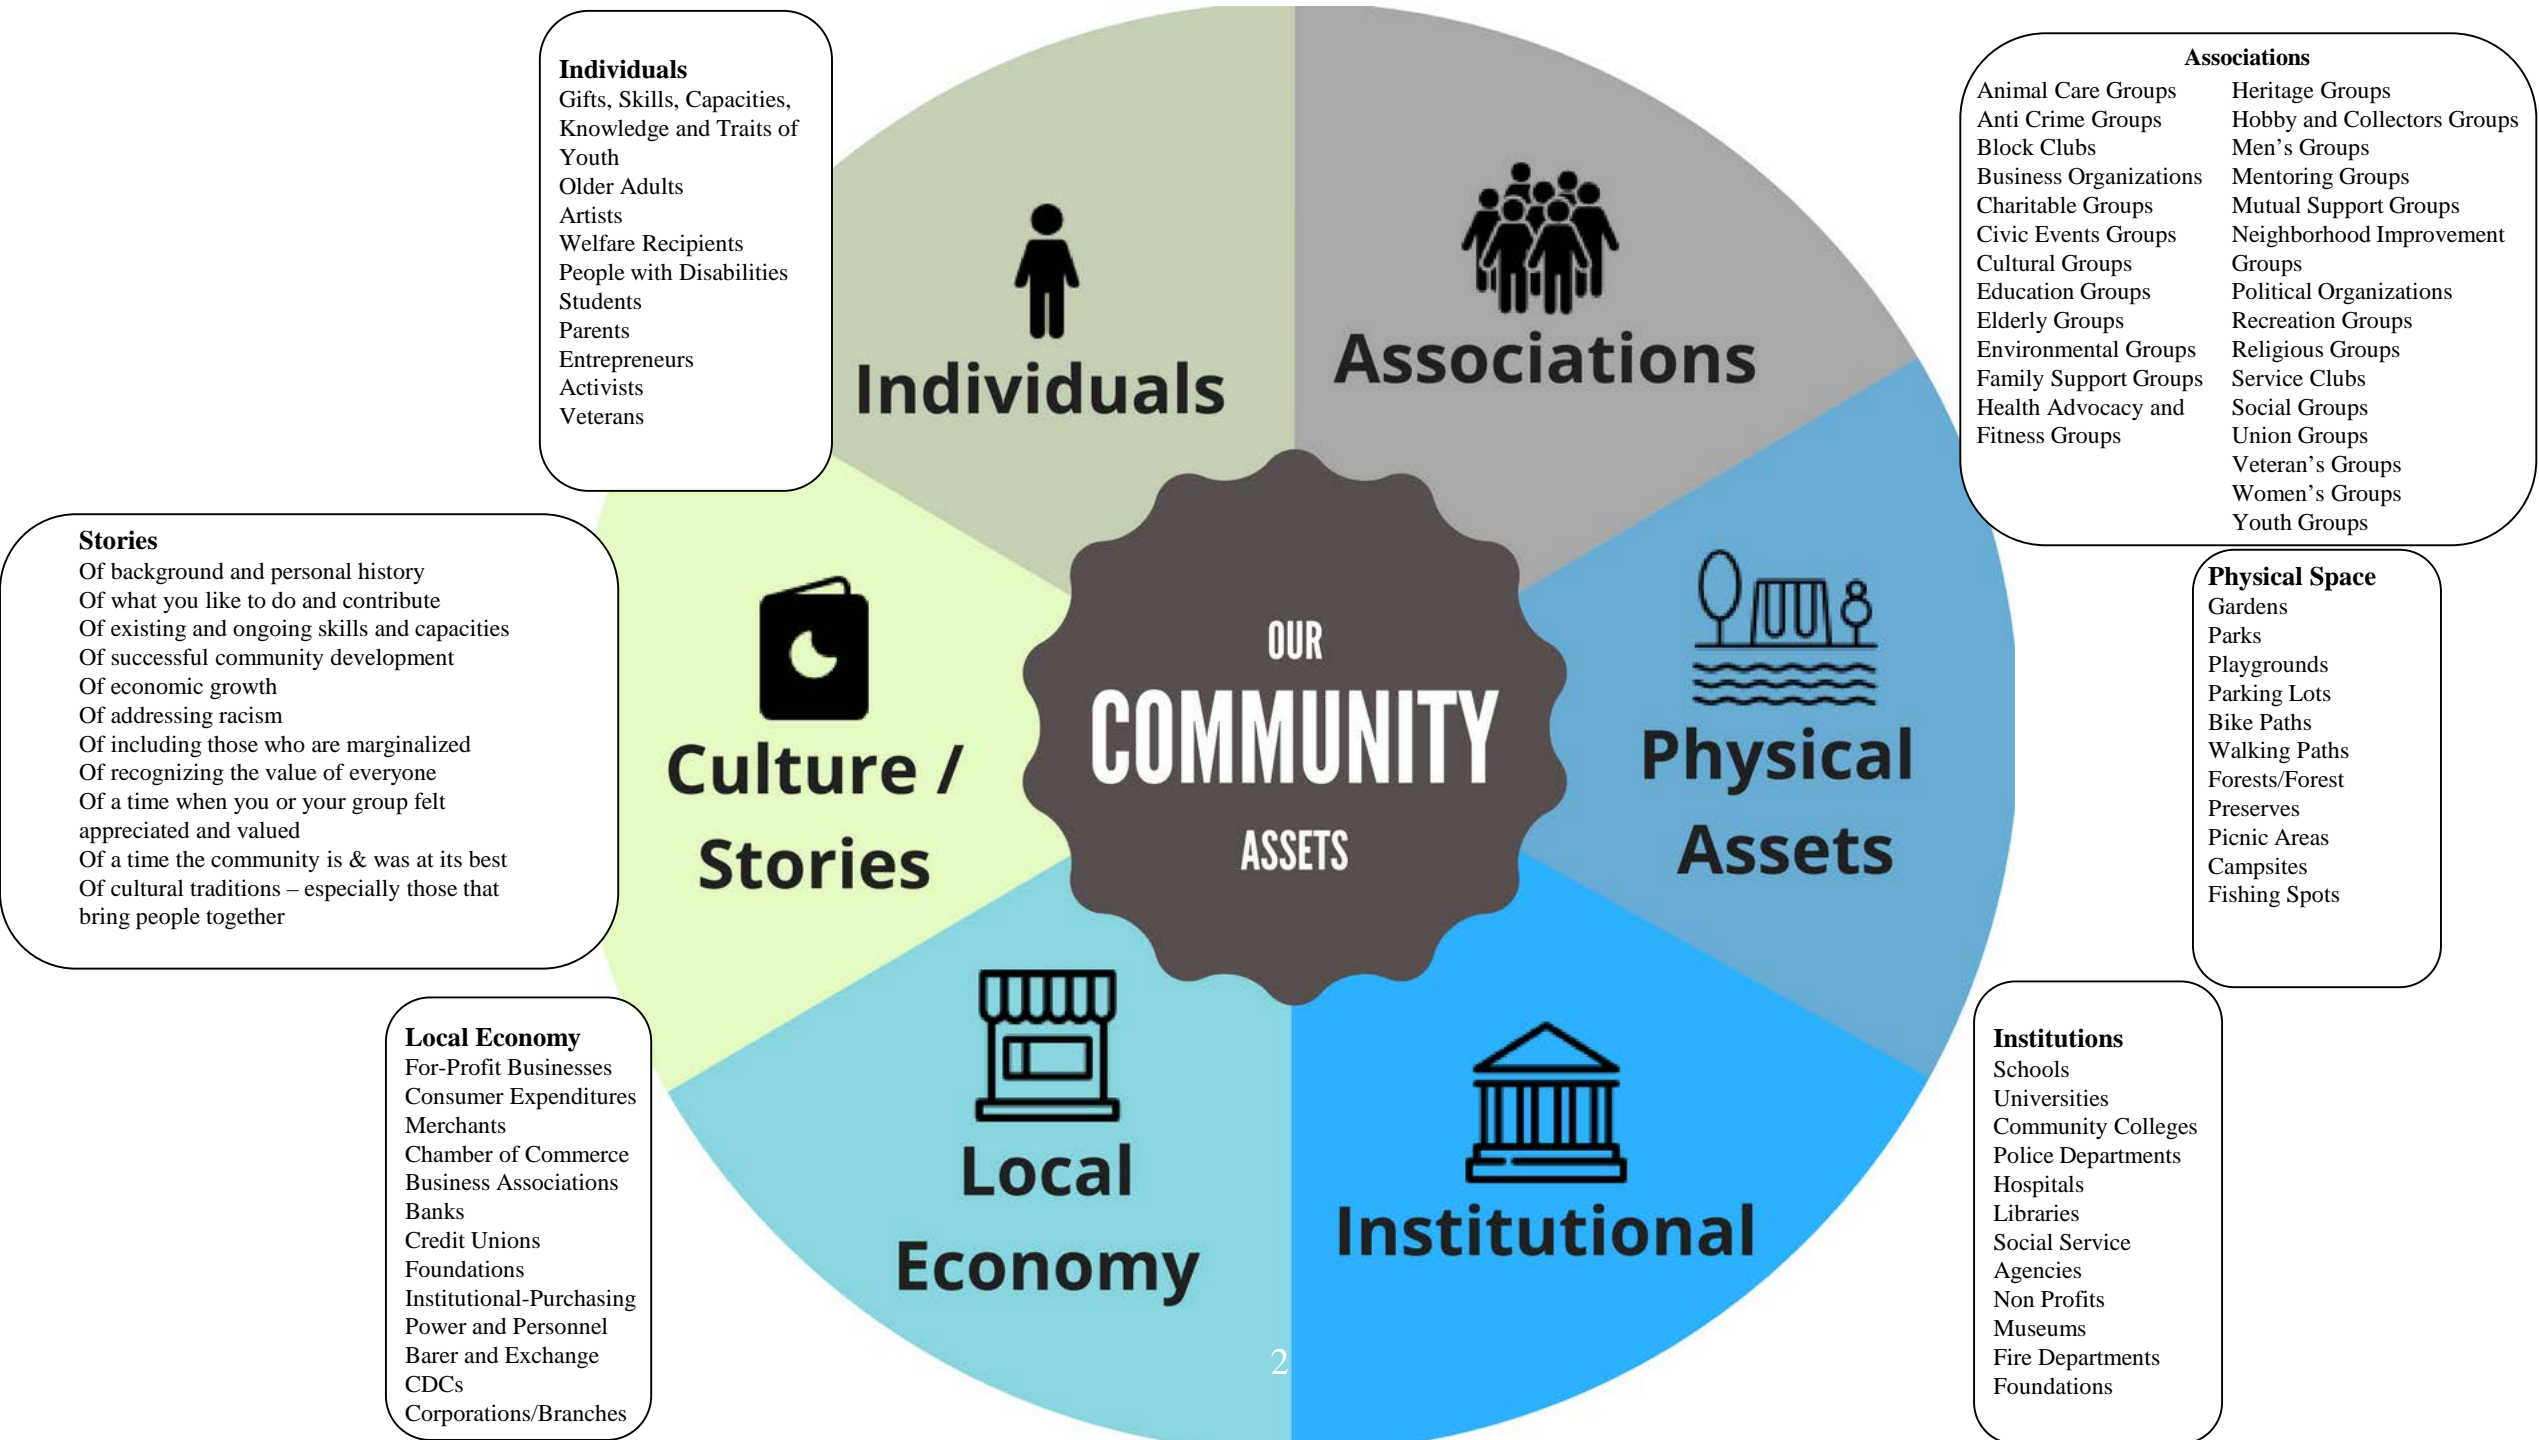 Individuals
Gifts, Skills, Capacities,
Knowledge and Traits of
Youth
Older Adults
Artists
Welfare Recipients
People with Disabilities
Students
Parents
Entrepreneurs
Activists
Veterans
Associations
Animal Care Groups
Anti Crime Groups
Block Clubs
Business Organizations
Charitable Groups
Civic Events Groups
Cultural Groups
Education Groups
Elderly Groups
Environmental Groups
Family Support Groups
Health Advocacy and
Fitness Groups
Heritage Groups
Hobby and Collectors Groups
Men’s Groups
Mentoring Groups
Mutual Support Groups
Neighborhood Improvement
Groups
Political Organizations
Recreation Groups
Religious Groups
Service Clubs
Social Groups
Union Groups
Veteran’s Groups
Women’s Groups
Youth Groups
Individuals
Associations
Stories
Of background and personal history
Of what you like to do and contribute
Of existing and ongoing skills and capacities
Of successful community development
Of economic growth
Of addressing racism
Of including those who are marginalized
Of recognizing the value of everyone
Of a time when you or your group felt
appreciated and valued
Of a time the community is & was at its best
Of cultural traditions – especially those that
bring people together
Culture /
Stories
OUR
COMMUNITY
ASSETS
Physical
Assets
Physical Space
Gardens
Parks
Playgrounds
Parking Lots
Bike Paths
Walking Paths
Forests/Forest
Preserves
Picnic Areas
Campsites
Fishing Spots
Local Economy
For-Profit Businesses
Consumer Expenditures
Merchants
Chamber of Commerce
Business Associations
Banks
Credit Unions
Foundations
Institutional-Purchasing
Power and Personnel
Barer and Exchange
CDCs
Corporations/Branches
Local
Economy
Institutional
Institutions
Schools
Universities
Community Colleges
Police Departments
Hospitals
Libraries
Social Service
Agencies
Non Profits
Museums
Fire Departments
Foundations
2